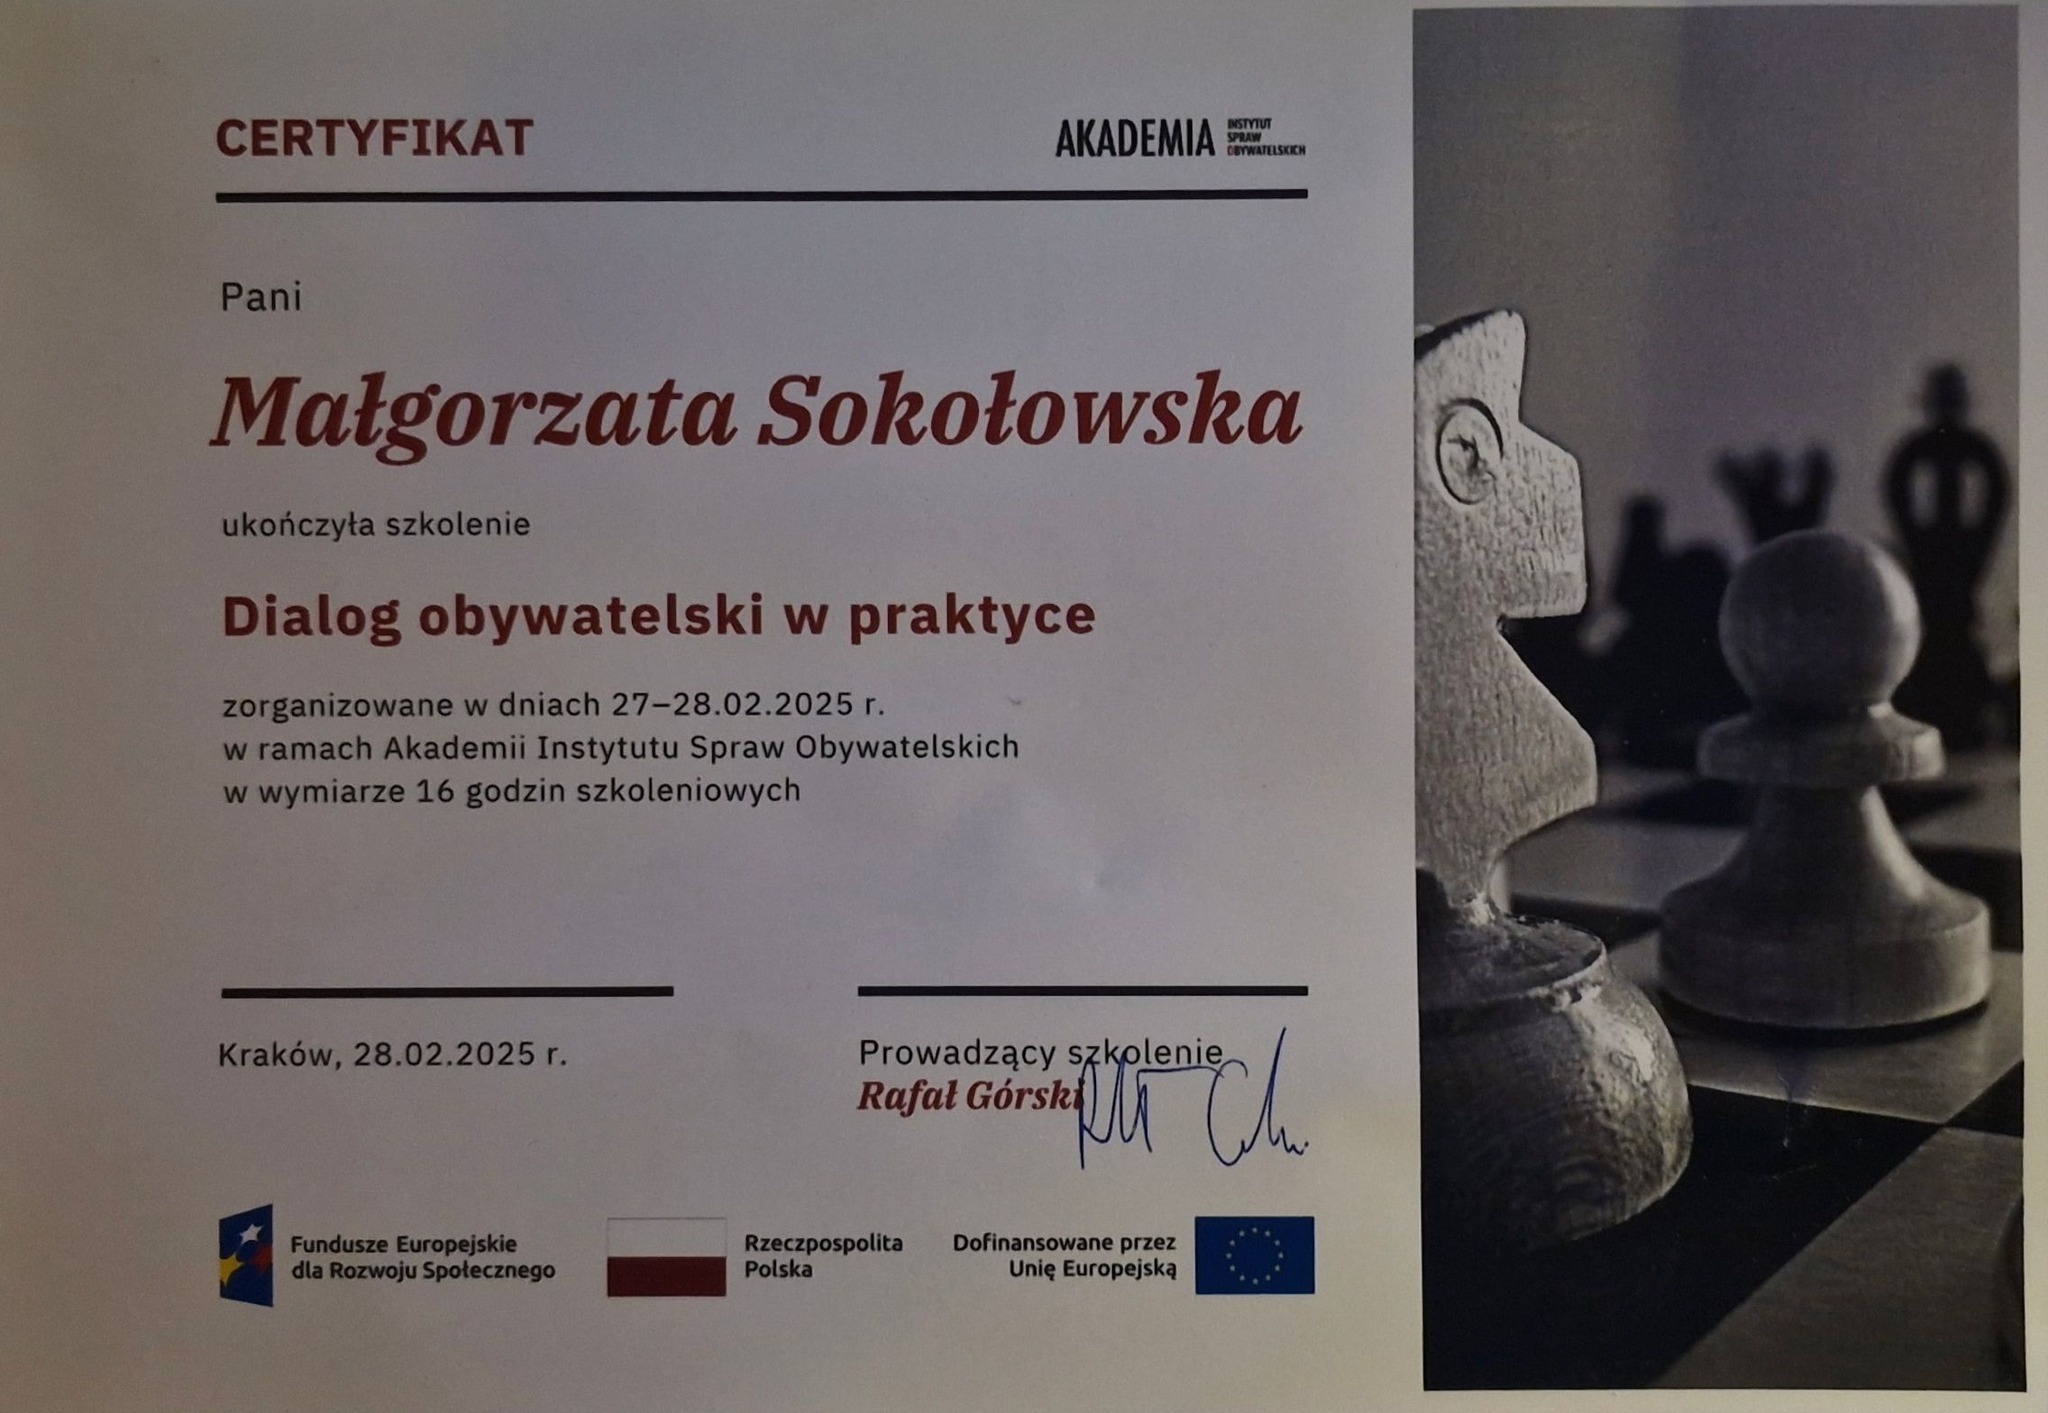 CERTYFIKAT
AKADEMIA INSTYTUT
SPRAW
OBYWATELSKICH
Pani
Małgorzata Sokołowska
ukończyła szkolenie
Dialog obywatelski w praktyce
zorganizowane w dniach 27–28.02.2025 r.
w ramach Akademii Instytutu Spraw Obywatelskich
w wymiarze 16 godzin szkoleniowych
Kraków, 28.02.2025 r.
Prowadzący szkolenie
Rafał Górski
Fundusze Europejskie
dla Rozwoju Społecznego
Rzeczpospolita
Polska
Dofinansowane przez
Unię Europejską